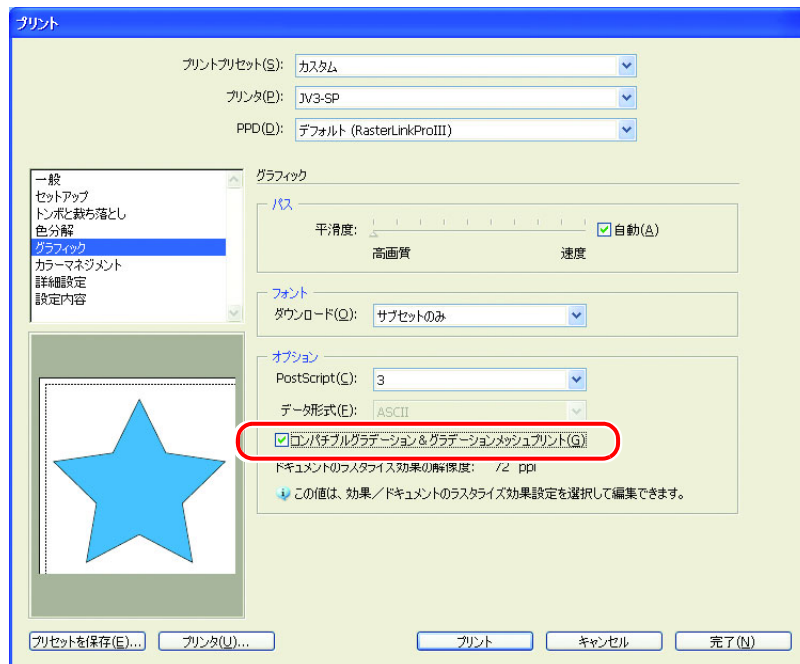 プリント
プリントプリセット(S): カスタム
プリンタ(P): JV3-SP
PPD(D): デフォルト (RasterLinkProIII)
一般
セットアップ
トンボと裁ち落とし
色分解
グラフィック
カラーマネジメント
詳細設定
設定内容
グラフィック
パス
平滑度: 自動(A)
高画質 速度
フォント
ダウンロード(O): サブセットのみ
オプション
PostScript(C): 3
データ形式(F): ASCII
コンパチブルグラデーション&グラデーションメッシュプリント(G)
ドキュメントのラスタライズ効果の解像度: 72 ppi
この値は、効果/ドキュメントのラスタライズ効果設定を選択して編集できます。
プリセットを保存(E)... プリンタ(U)... プリント キャンセル 完了(N)